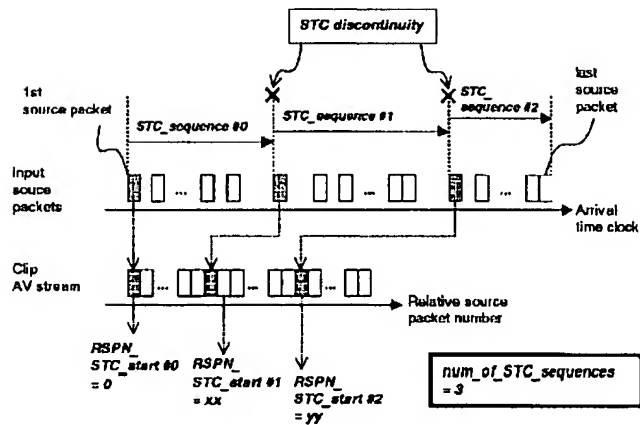 STC discontinuity
1st
source packet
STC_sequence #0
STC_sequence #1
STC_
sequence #2
last
source
packet
Input
souce
packets
Arrival
time clock
Clip
AV stream
Relative source
packet number
RSPN_
STC_start #0
= 0
RSPN_
STC_start #1
= xx
RSPN_
STC_start #2
= yy
num_of_STC_sequences
= 3